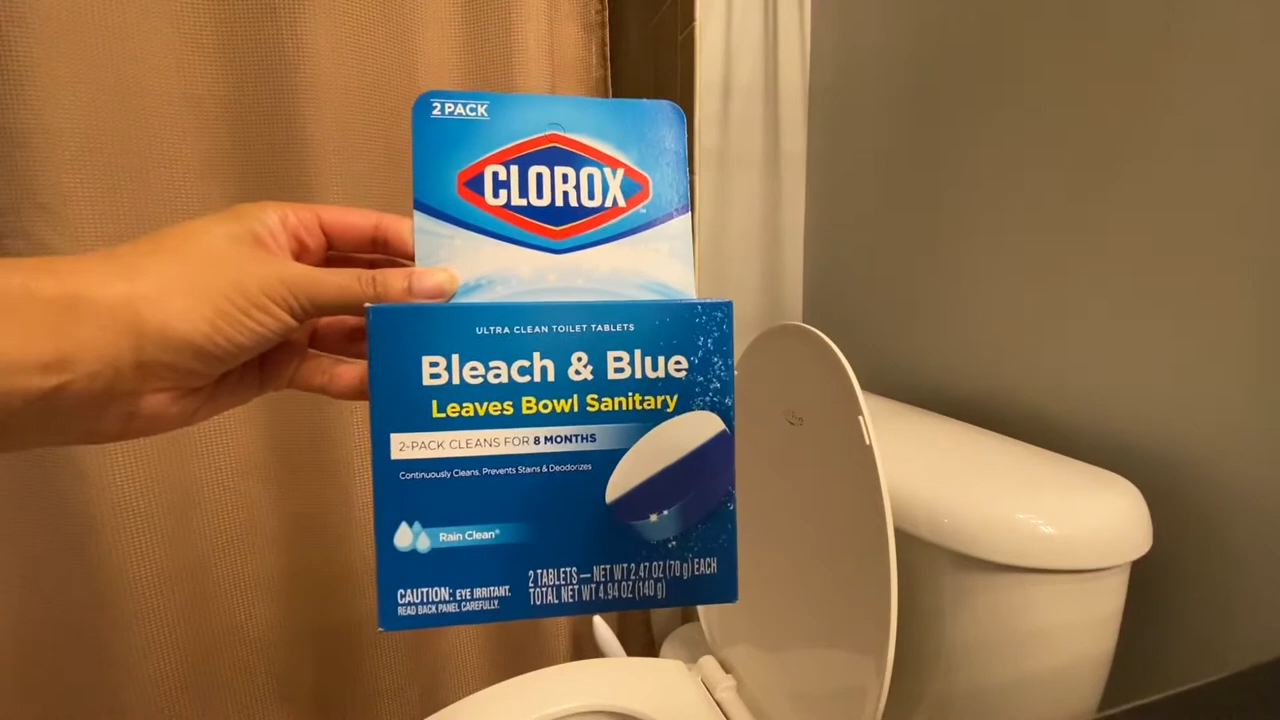 2 PACK
CLOROX
ULTRA CLEAN TOILET TABLETS
Bleach & Blue
Leaves Bowl Sanitary
2-PACK CLEANS FOR 8 MONTHS
Continuously Cleans, Prevents Stains & Deodorizes
Rain Clean®
CAUTION: EYE IRRITANT.
READ BACK PANEL CAREFULLY.
2 TABLETS — NET WT 2.47 OZ (70 g) EACH
TOTAL NET WT 4.94 OZ (140 g)